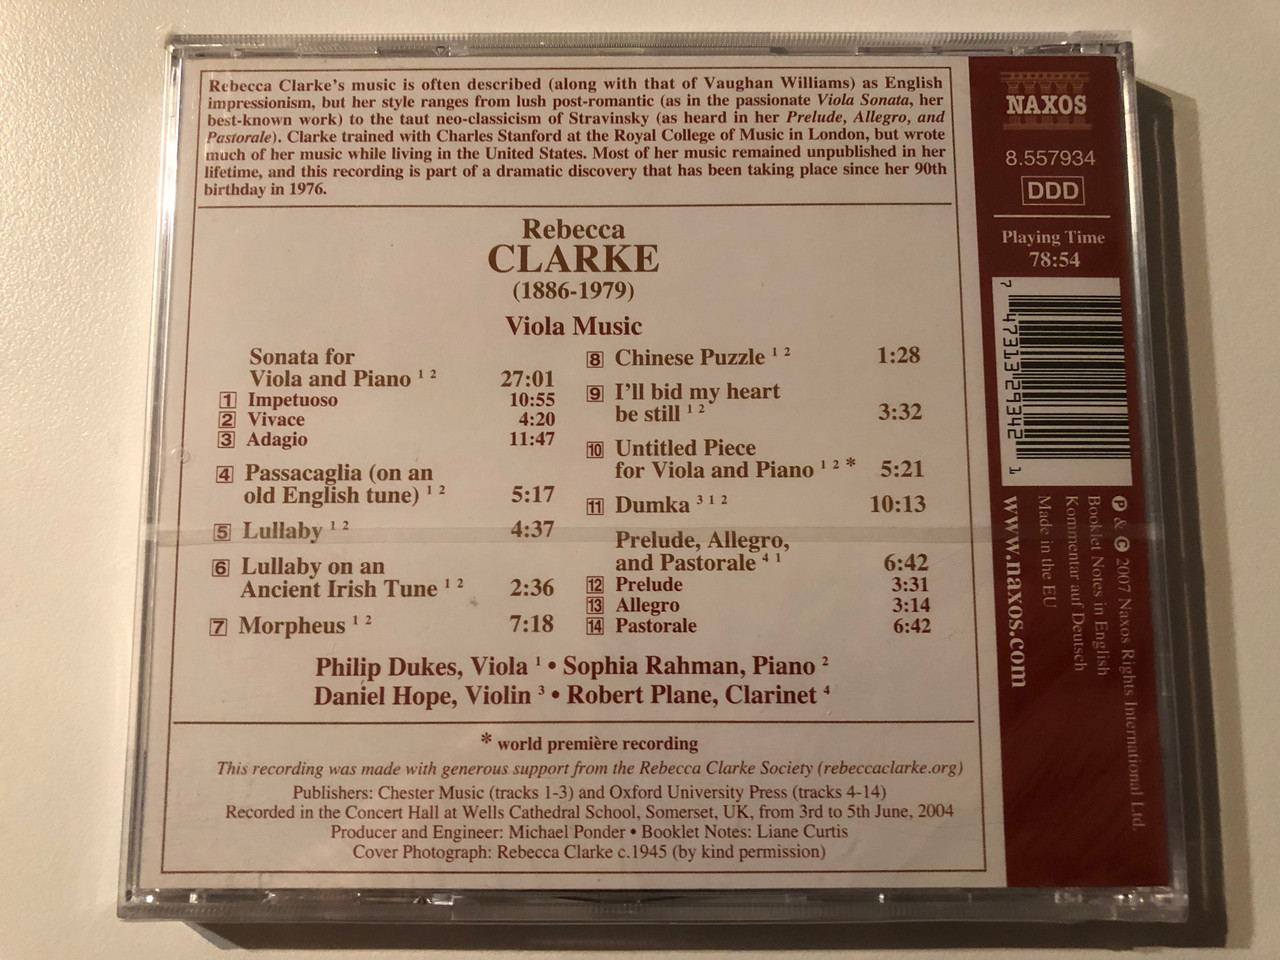 Rebecca Clarke's music is often described (along with that of Vaughan Williams) as English
impressionism, but her style ranges from lush post-romantic (as in the passionate Viola Sonata, her
best-known work) to the taut neo-classicism of Stravinsky (as heard in her Prelude, Allegro, and
Pastorale). Clarke trained with Charles Stanford at the Royal College of Music in London, but wrote
much of her music while living in the United States. Most of her music remained unpublished in her
lifetime, and this recording is part of a dramatic discovery that has been taking place since her 90th
birthday in 1976.
Rebecca
CLARKE
(1886-1979)
Viola Music
Sonata for
Viola and Piano 1 2 27:01
1 Impetuoso 10:55
2 Vivace 4:20
3 Adagio 11:47
4 Passacaglia (on an
old English tune) 1 2 5:17
5 Lullaby 1 2 4:37
6 Lullaby on an
Ancient Irish Tune 1 2 2:36
7 Morpheus 1 2 7:18
8 Chinese Puzzle 1 2 1:28
9 I'll bid my heart
be still 1 2 3:32
10 Untitled Piece
for Viola and Piano 1 2 * 5:21
11 Dumka 3 1 2 10:13
Prelude, Allegro,
and Pastorale 4 1 6:42
12 Prelude 3:31
13 Allegro 3:14
14 Pastorale 6:42
Philip Dukes, Viola 1 • Sophia Rahman, Piano 2
Daniel Hope, Violin 3 • Robert Plane, Clarinet 4
* world première recording
This recording was made with generous support from the Rebecca Clarke Society (rebeccaclarke.org)
Publishers: Chester Music (tracks 1-3) and Oxford University Press (tracks 4-14)
Recorded in the Concert Hall at Wells Cathedral School, Somerset, UK, from 3rd to 5th June, 2004
Producer and Engineer: Michael Ponder • Booklet Notes: Liane Curtis
Cover Photograph: Rebecca Clarke c.1945 (by kind permission)
NAXOS
8.557934
DDD
Playing Time
78:54
7 47313 29342 1
℗ & © 2007 Naxos Rights International Ltd.
Booklet Notes in English
Kommentar auf Deutsch
Made in the EU
www.naxos.com